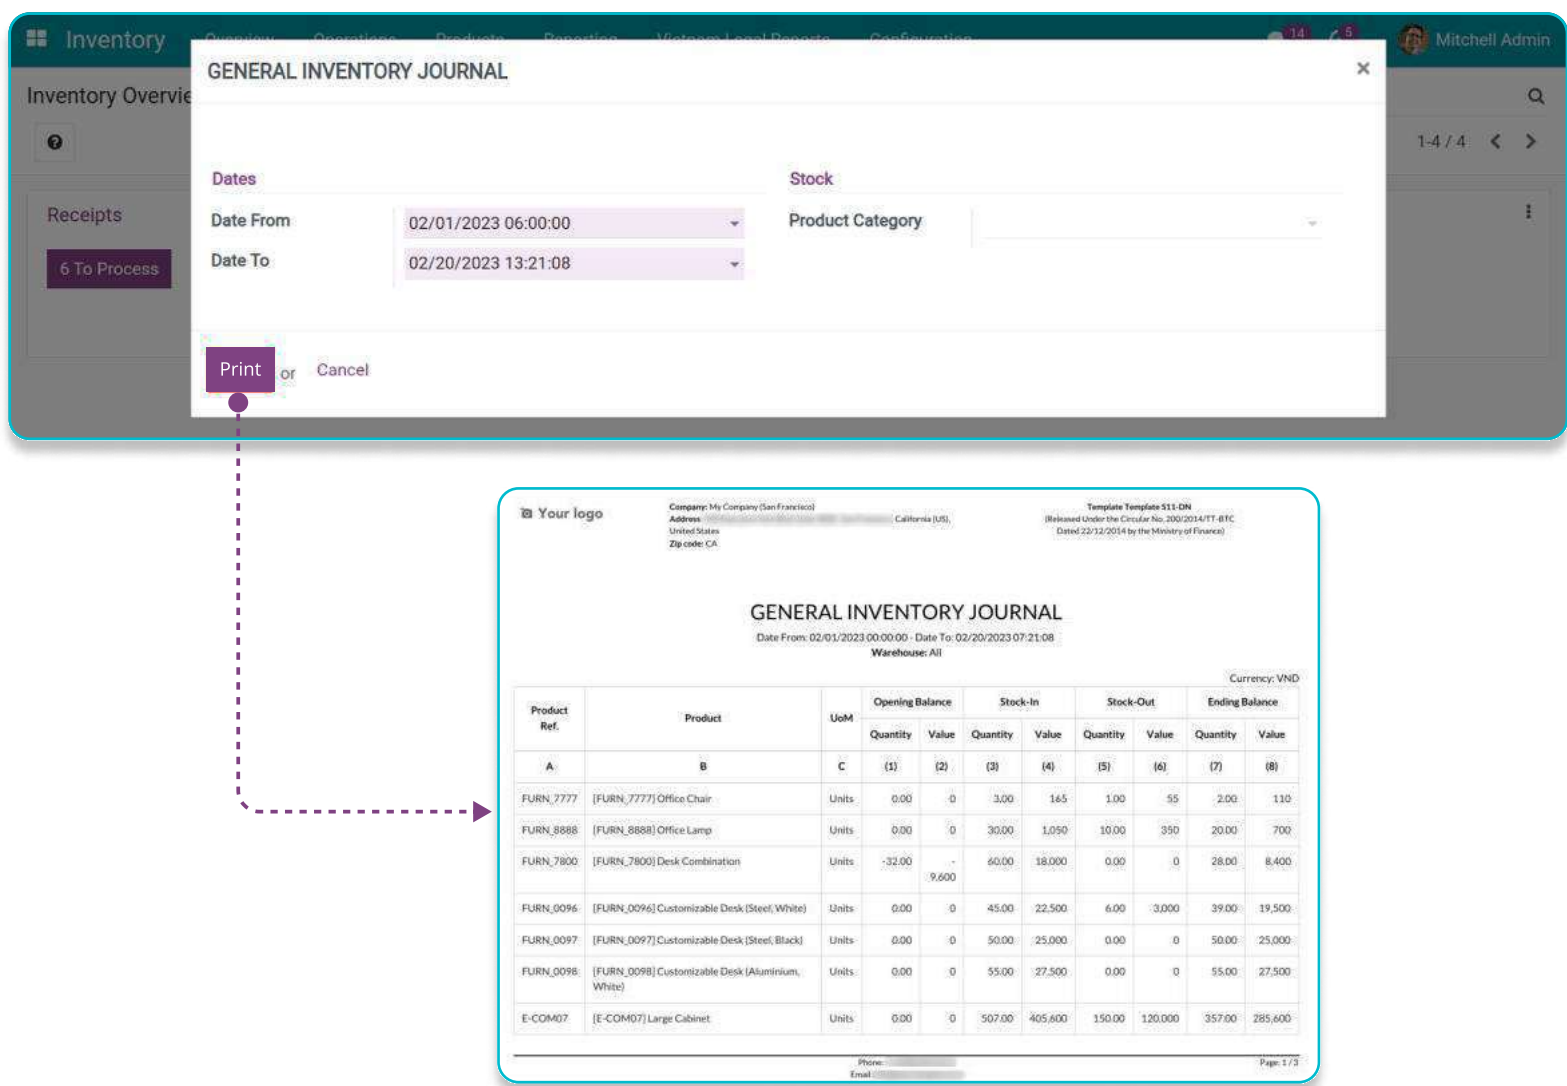 Inventory Overview Operations Products Reporting Vietnam Legal Reports Configuration 14 5 Mitchell Admin
GENERAL INVENTORY JOURNAL ×
Inventory Overvie
1-4 / 4
Dates Stock
Receipts
Date From 02/01/2023 06:00:00 Product Category
Date To 02/20/2023 13:21:08
6 To Process
Print or Cancel
Your logo
Company: My Company (San Francisco)
Address California (US),
United States
Zip code: CA
Template Template S11-DN
(Released Under the Circular No. 200/2014/TT-BTC
Dated 22/12/2014 by the Ministry of Finance)
GENERAL INVENTORY JOURNAL
Date From: 02/01/2023 00:00:00 - Date To: 02/20/2023 07:21:08
Warehouse: All
Currency: VND
Product Ref. Product UoM Opening Balance Stock-In Stock-Out Ending Balance
Quantity Value Quantity Value Quantity Value Quantity Value
A B C (1) (2) (3) (4) (5) (6) (7) (8)
FURN_7777 [FURN_7777] Office Chair Units 0.00 0 3.00 165 1.00 55 2.00 110
FURN_8888 [FURN_8888] Office Lamp Units 0.00 0 30.00 1,050 10.00 350 20.00 700
FURN_7800 [FURN_7800] Desk Combination Units -32.00 -9,600 60.00 18,000 0.00 0 28.00 8,400
FURN_0096 [FURN_0096] Customizable Desk (Steel, White) Units 0.00 0 45.00 22,500 6.00 3,000 39.00 19,500
FURN_0097 [FURN_0097] Customizable Desk (Steel, Black) Units 0.00 0 50.00 25,000 0.00 0 50.00 25,000
FURN_0098 [FURN_0098] Customizable Desk (Aluminium, White) Units 0.00 0 55.00 27,500 0.00 0 55.00 27,500
E-COM07 [E-COM07] Large Cabinet Units 0.00 0 507.00 405,600 150.00 120,000 357.00 285,600
Phone: Page: 1 / 3
Email